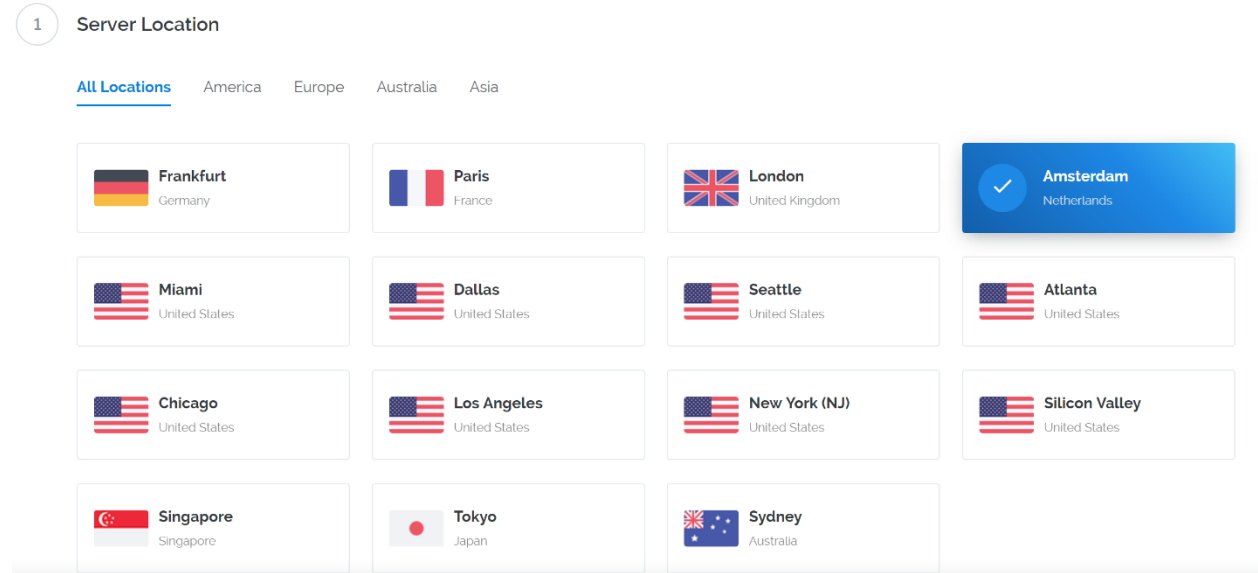 1
Server Location
All Locations America Europe Australia Asia
Frankfurt
Germany
Paris
France
London
United Kingdom
Amsterdam
Netherlands
Miami
United States
Dallas
United States
Seattle
United States
Atlanta
United States
Chicago
United States
Los Angeles
United States
New York (NJ)
United States
Silicon Valley
United States
Singapore
Singapore
Tokyo
Japan
Sydney
Australia